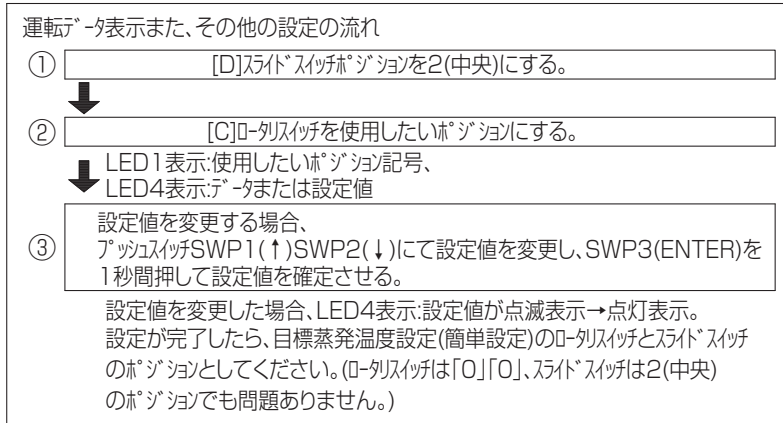 運転ﾃﾞｰﾀ表示また､その他の設定の流れ
① [D]ｽﾗｲﾄﾞｽｲｯﾁﾎﾟｼﾞｼｮﾝを2(中央)にする｡
② [C]ﾛｰﾀﾘｽｲｯﾁを使用したいﾎﾟｼﾞｼｮﾝにする｡
LED1表示:使用したいﾎﾟｼﾞｼｮﾝ記号､
LED4表示:ﾃﾞｰﾀまたは設定値
設定値を変更する場合､
③ ﾌﾟｯｼｭｽｲｯﾁSWP1(↑)SWP2(↓)にて設定値を変更し､SWP3(ENTER)を
1秒間押して設定値を確定させる｡
設定値を変更した場合､LED4表示:設定値が点滅表示→点灯表示｡
設定が完了したら､目標蒸発温度設定(簡単設定)のﾛｰﾀﾘｽｲｯﾁとｽﾗｲﾄﾞｽｲｯﾁ
のﾎﾟｼﾞｼｮﾝとしてください｡(ﾛｰﾀﾘｽｲｯﾁは｢0｣｢0｣､ｽﾗｲﾄﾞｽｲｯﾁは2(中央)
のﾎﾟｼﾞｼｮﾝでも問題ありません｡)